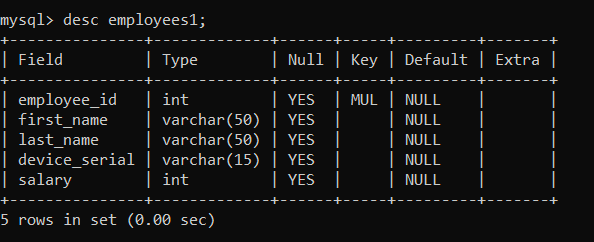 mysql> desc employees1;
+---------------+-------------+------+-----+---------+-------+
| Field         | Type        | Null | Key | Default | Extra |
+---------------+-------------+------+-----+---------+-------+
| employee_id   | int         | YES  | MUL | NULL    |       |
| first_name    | varchar(50) | YES  |     | NULL    |       |
| last_name     | varchar(50) | YES  |     | NULL    |       |
| device_serial | varchar(15) | YES  |     | NULL    |       |
| salary        | int         | YES  |     | NULL    |       |
+---------------+-------------+------+-----+---------+-------+
5 rows in set (0.00 sec)